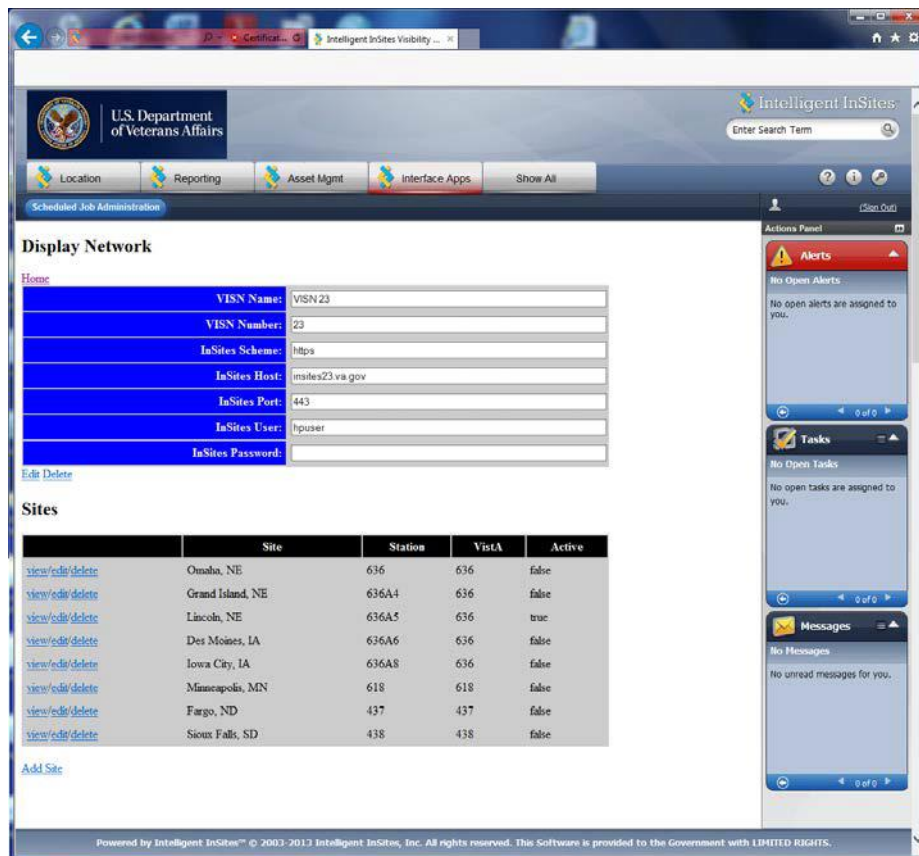 Certificat...
Intelligent InSites Visibility ...
U.S. Department
of Veterans Affairs
Intelligent InSites
Enter Search Term
Location
Reporting
Asset Mgmt
Interface Apps
Show All
Scheduled Job Administration
(Sign Out)
Actions Panel
Display Network
Home
VISN Name: VISN 23
VISN Number: 23
InSites Scheme: https
InSites Host: insites23.va.gov
InSites Port: 443
InSites User: hpuser
InSites Password:
Edit Delete
Sites
Site Station VistA Active
view/edit/delete Omaha, NE 636 636 false
view/edit/delete Grand Island, NE 636A4 636 false
view/edit/delete Lincoln, NE 636A5 636 true
view/edit/delete Des Moines, IA 636A6 636 false
view/edit/delete Iowa City, IA 636A8 636 false
view/edit/delete Minneapolis, MN 618 618 false
view/edit/delete Fargo, ND 437 437 false
view/edit/delete Sioux Falls, SD 438 438 false
Add Site
Alerts
No Open Alerts
No open alerts are assigned to
you.
0 of 0
Tasks
No Open Tasks
No open tasks are assigned to
you.
0 of 0
Messages
No Messages
No unread messages for you.
0 of 0
Powered by Intelligent InSites™ © 2003-2013 Intelligent InSites, Inc. All rights reserved. This Software is provided to the Government with LIMITED RIGHTS.